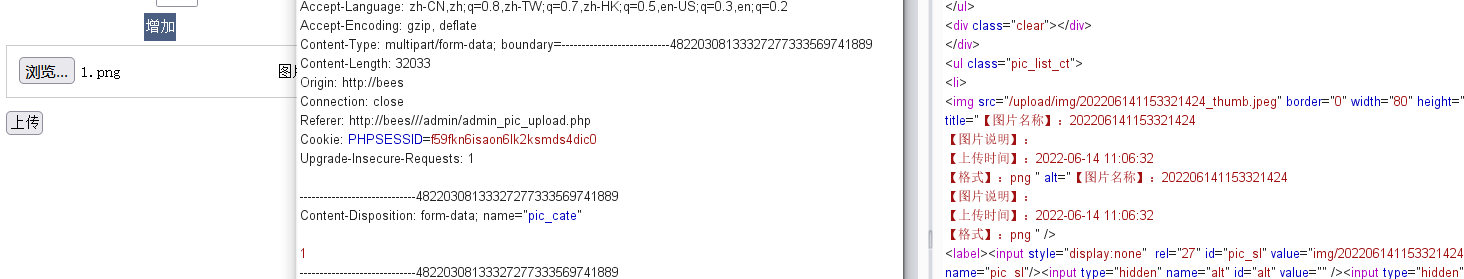 增加
浏览... 1.png
上传
Accept-Language: zh-CN,zh;q=0.8,zh-TW;q=0.7,zh-HK;q=0.5,en-US;q=0.3,en;q=0.2
Accept-Encoding: gzip, deflate
Content-Type: multipart/form-data; boundary=---------------------------48220308133327277333569741889
Content-Length: 32033
Origin: http://bees
Connection: close
Referer: http://bees///admin/admin_pic_upload.php
Cookie: PHPSESSID=f59fkn6isaon6lk2ksmds4dic0
Upgrade-Insecure-Requests: 1
-----------------------------48220308133327277333569741889
Content-Disposition: form-data; name="pic_cate"
1
-----------------------------48220308133327277333569741889
</ul>
<div class="clear"></div>
</div>
<ul class="pic_list_ct">
<li>
<img src="/upload/img/202206141153321424_thumb.jpeg" border="0" width="80" height="
title="【图片名称】：202206141153321424
【图片说明】：
【上传时间】：2022-06-14 11:06:32
【格式】：png " alt="【图片名称】：202206141153321424
【图片说明】：
【上传时间】：2022-06-14 11:06:32
【格式】：png " />
<label><input style="display:none"  rel="27" id="pic_sl" value="img/202206141153321424
name="pic_sl"/><input type="hidden" name="alt" id="alt" value="" /><input type="hidden"